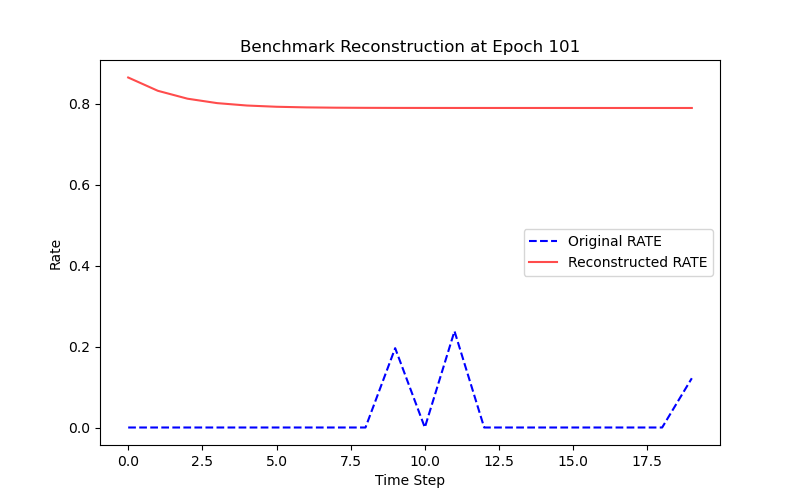 Benchmark Reconstruction at Epoch 101
Rate
0.8
0.6
0.4
0.2
0.0
Original RATE
Reconstructed RATE
0.0 2.5 5.0 7.5 10.0 12.5 15.0 17.5
Time Step